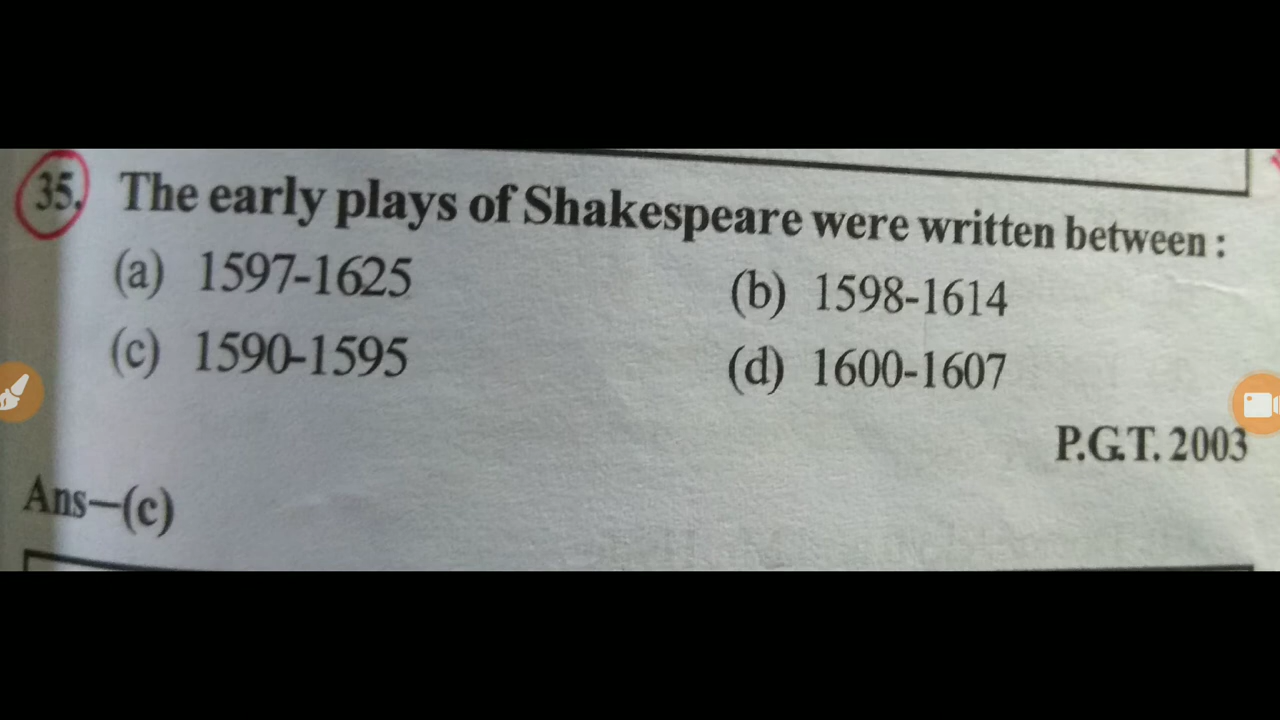 35. The early plays of Shakespeare were written between :
(a) 1597-1625 (b) 1598-1614
(c) 1590-1595 (d) 1600-1607
P.G.T. 2003
Ans–(c)